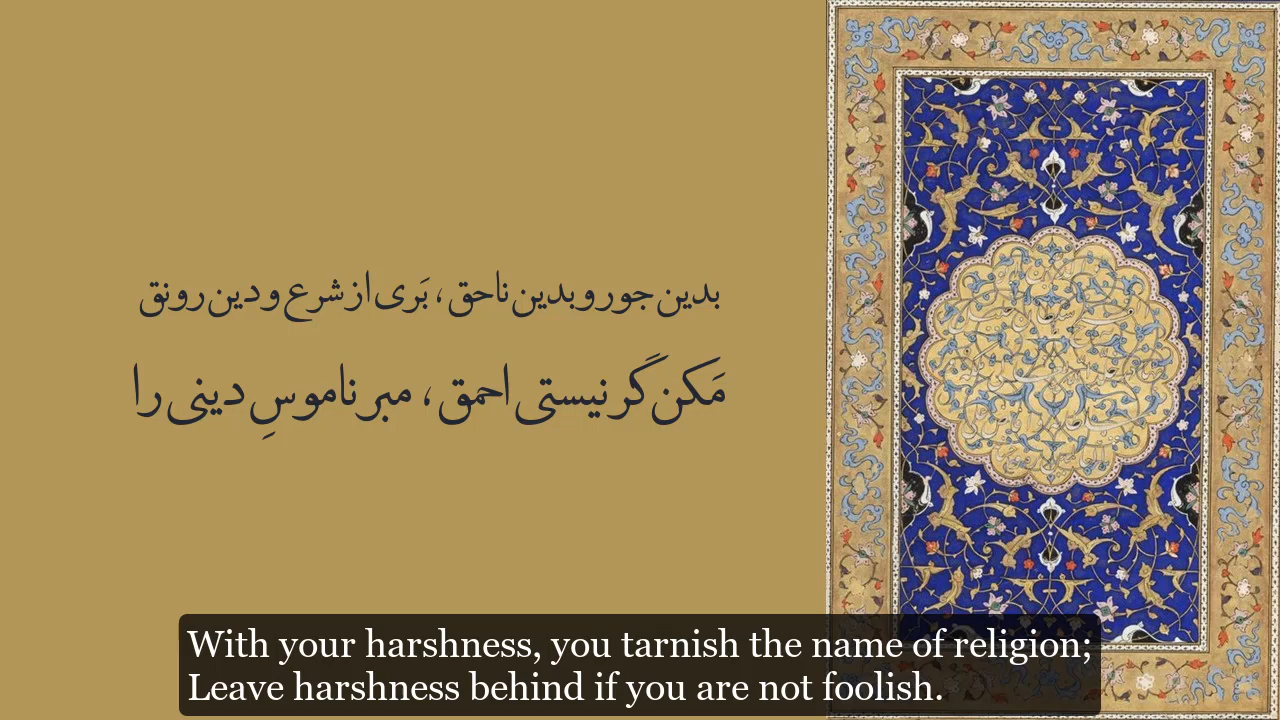 بدین جور و بدین ناحق، بَری از شرع و دین رونق
مَکن گَر نیستی احمق، مبر ناموسِ دینی را
With your harshness, you tarnish the name of religion;
Leave harshness behind if you are not foolish.